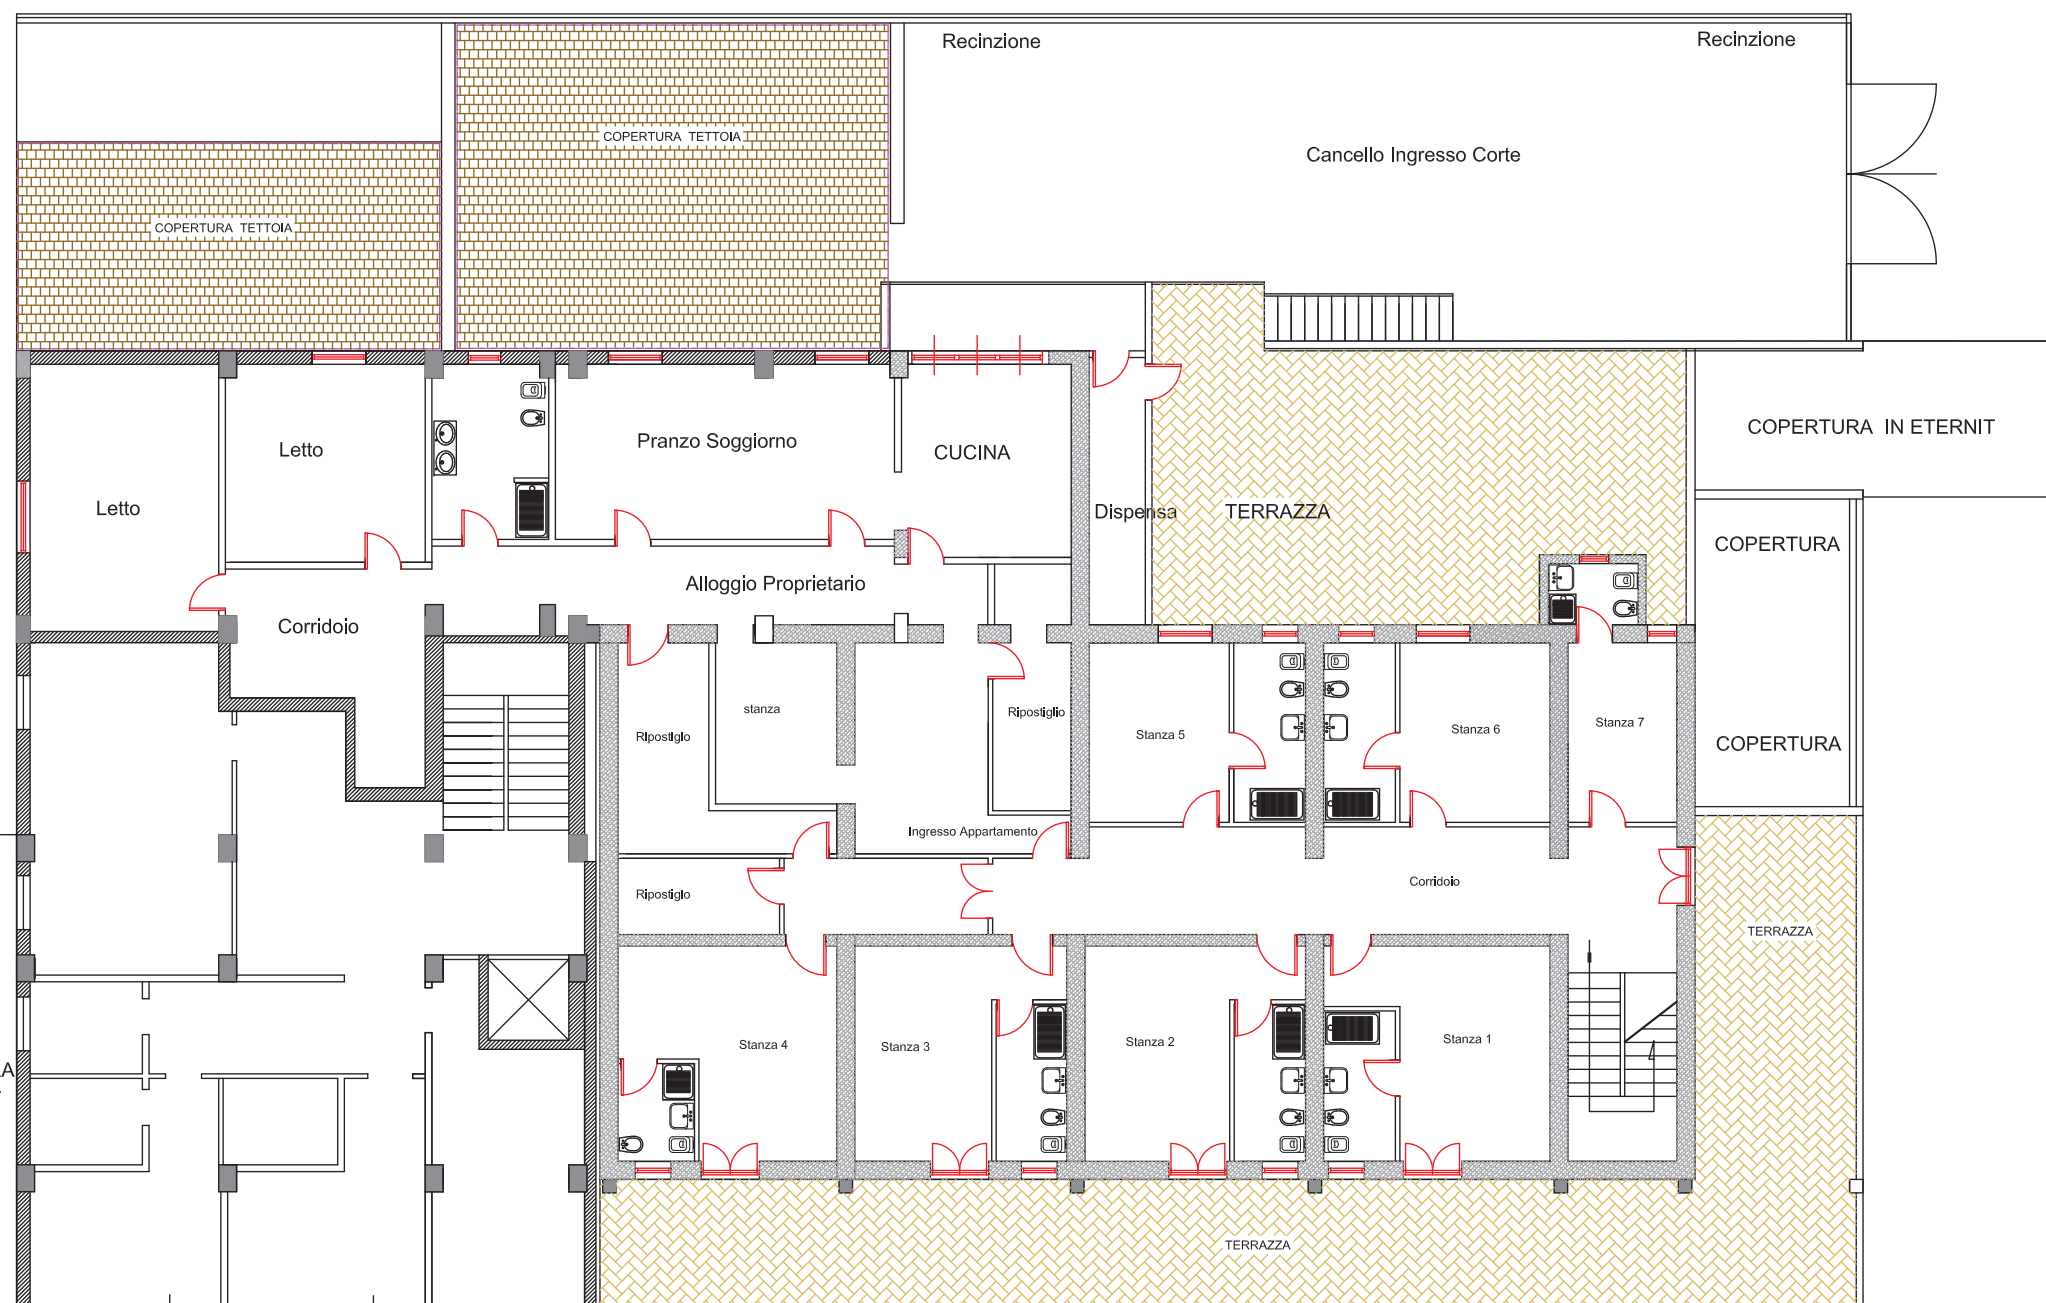 Recinzione
Recinzione
COPERTURA TETTOIA
Cancello Ingresso Corte
COPERTURA TETTOIA
COPERTURA IN ETERNIT
Letto
Pranzo Soggiorno
CUCINA
Letto
Dispensa
TERRAZZA
COPERTURA
Alloggio Proprietario
Corridoio
stanza
Ripostiglio
Ripostiglo
Stanza 5
Stanza 6
Stanza 7
COPERTURA
Ingresso Appartamento
Ripostiglo
Corridoio
TERRAZZA
Stanza 4
Stanza 3
Stanza 2
Stanza 1
TERRAZZA